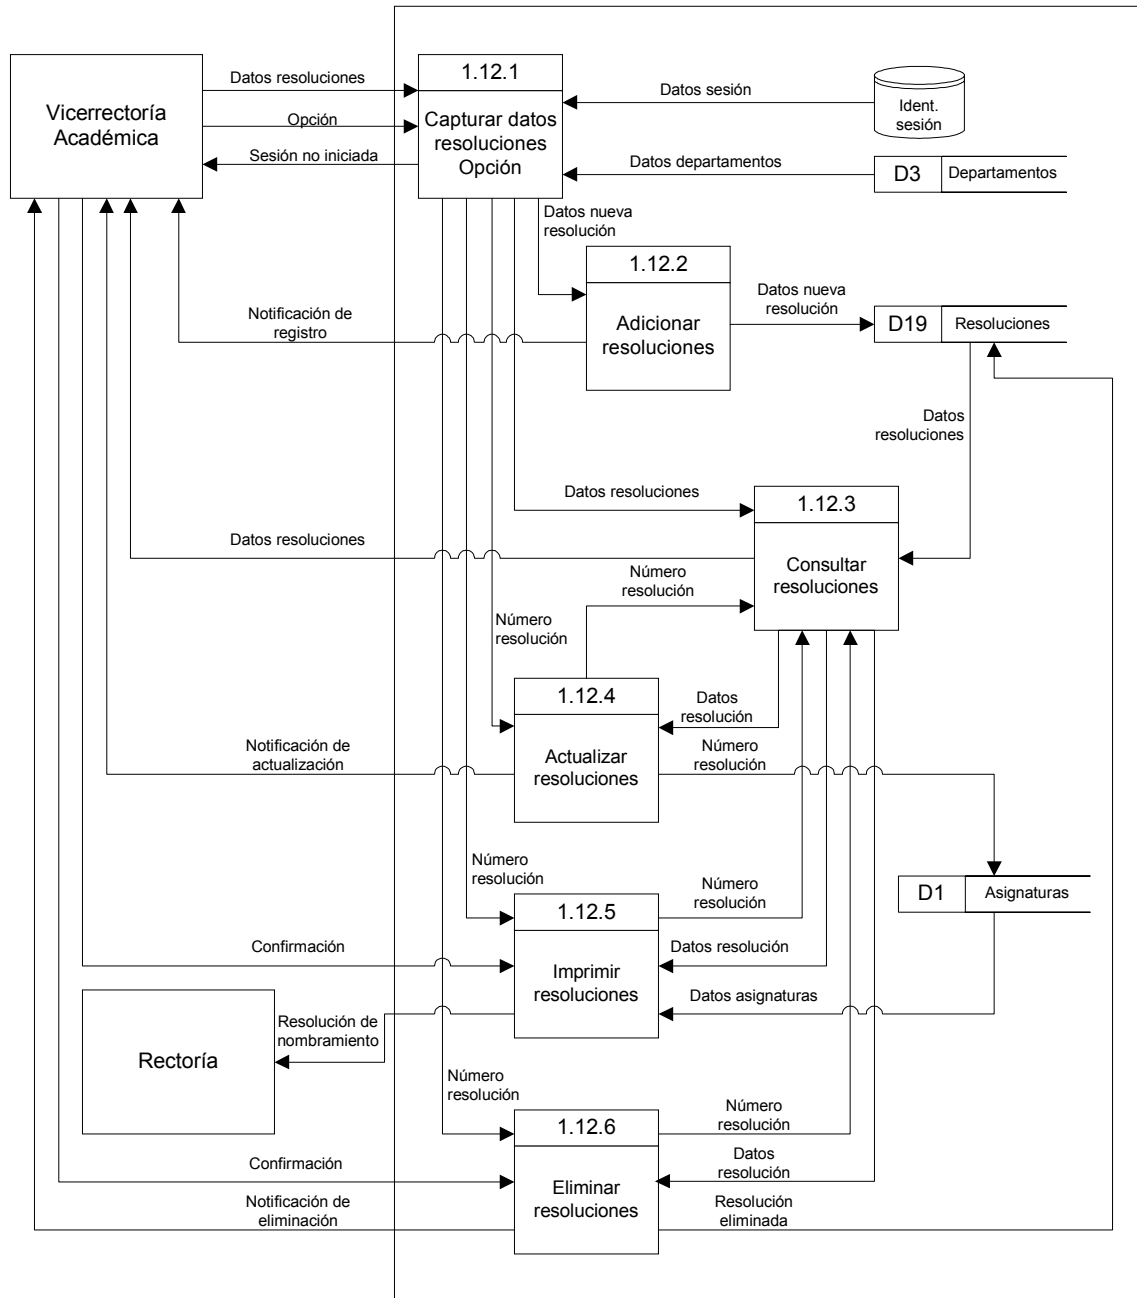 1.12.1
Datos resoluciones
Datos sesión
Vicerrectoría
Académica
Capturar datos
resoluciones
Opción
Ident.
sesión
Opción
Sesión no iniciada
Datos departamentos
D3
Departamentos
Datos nueva
resolución
1.12.2
Datos nueva
resolución
Notificación de
registro
Adicionar
resoluciones
D19
Resoluciones
Datos
resoluciones
Datos resoluciones
1.12.3
Datos resoluciones
Consultar
resoluciones
Número
resolución
Número
resolución
1.12.4
Datos
resolución
Notificación de
actualización
Actualizar
resoluciones
Número
resolución
Número
resolución
Número
resolución
1.12.5
D1
Asignaturas
Confirmación
Datos resolución
Imprimir
resoluciones
Datos asignaturas
Resolución de
nombramiento
Rectoría
Número
resolución
Número
resolución
1.12.6
Confirmación
Datos
resolución
Eliminar
resoluciones
Notificación de
eliminación
Resolución
eliminada